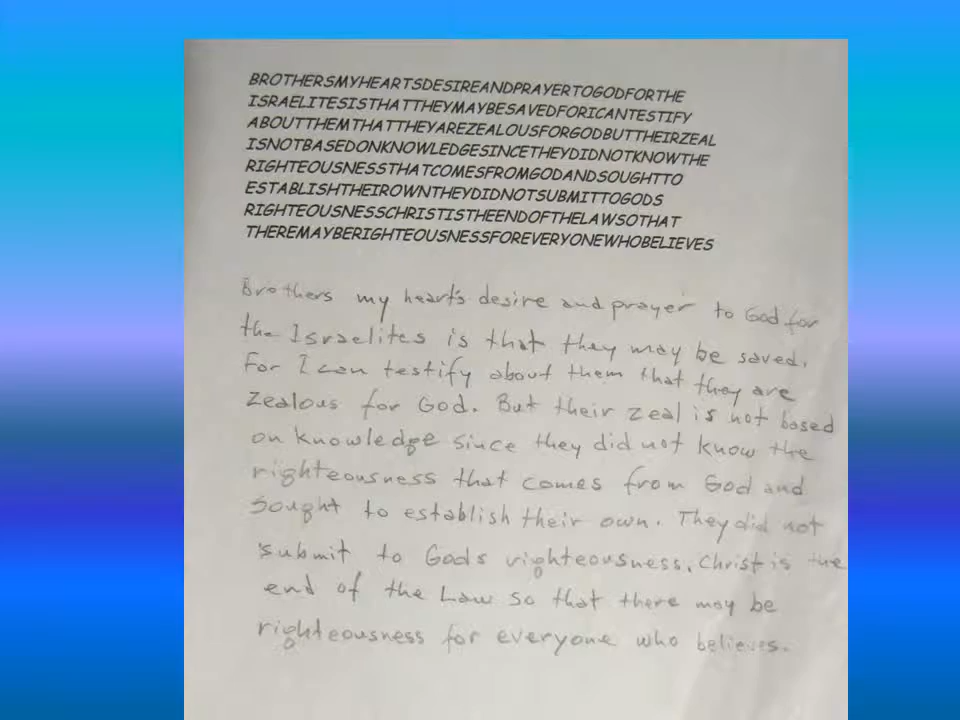 BROTHERSMYHEARTSDESIREANDPRAYERTOGODFORTHE
ISRAELITESISTHATTHEYMAYBESAVEDFORICANTESTIFY
ABOUTTHEMTHATTHEYAREZEALOUSFORGODBUTTHEIRZEAL
ISNOTBASEDONKNOWLEDGESINCETHEYDIDNOTKNOWTHE
RIGHTEOUSNESSTHATCOMESFROMGODANDSOUGHTTO
ESTABLISHTHEIROWNTHEYDIDNOTSUBMITTOGODS
RIGHTEOUSNESSCHRISTISTHEENDOFTHELAWSOTHAT
THEREMAYBERIGHTEOUSNESSFOREVERYONEWHOBELIEVES
Brothers my heart's desire and prayer to God for
the Israelites is that they may be saved.
For I can testify about them that they are
zealous for God. But their zeal is not based
on knowledge since they did not know the
righteousness that comes from God and
sought to establish their own. They did not
submit to Gods righteousness. Christ is the
end of the Law so that there may be
righteousness for everyone who believes.